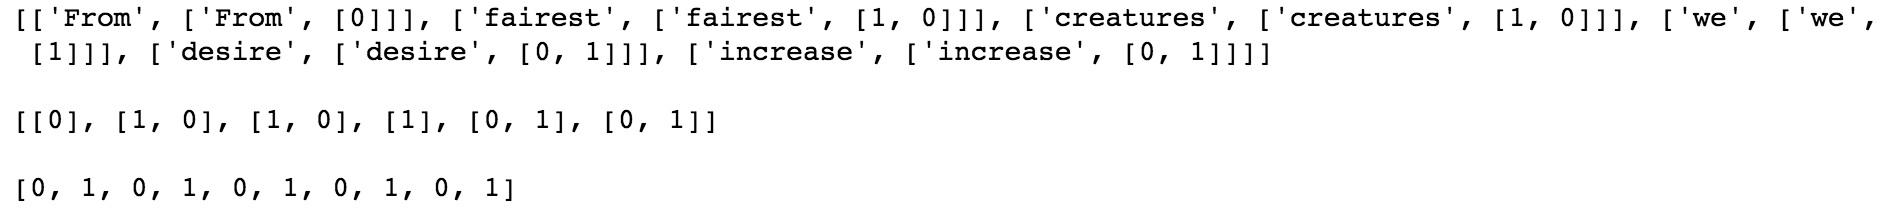 [['From', ['From', [0]]], ['fairest', ['fairest', [1, 0]]], ['creatures', ['creatures', [1, 0]]], ['we', ['we',
[1]]], ['desire', ['desire', [0, 1]]], ['increase', ['increase', [0, 1]]]]
[[0], [1, 0], [1, 0], [1], [0, 1], [0, 1]]
[0, 1, 0, 1, 0, 1, 0, 1, 0, 1]